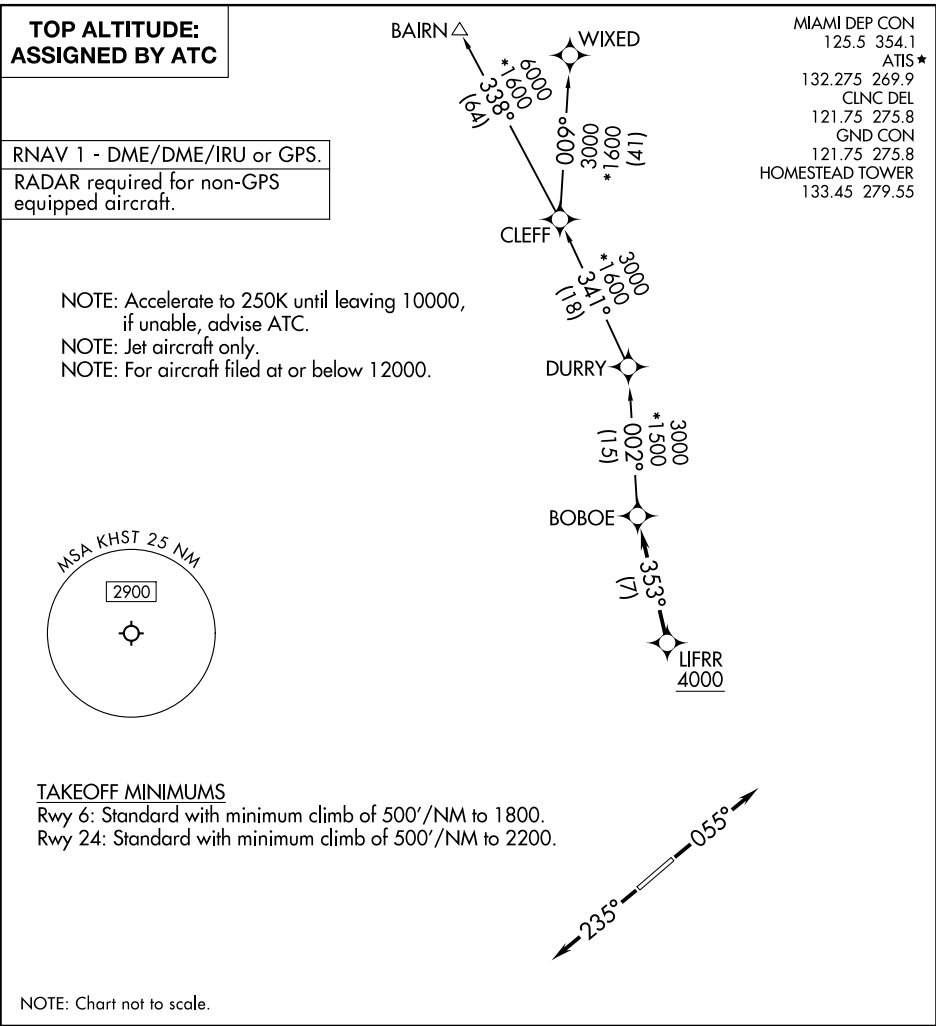 TOP ALTITUDE:
ASSIGNED BY ATC
RNAV 1 - DME/DME/IRU or GPS.
RADAR required for non-GPS
equipped aircraft.
NOTE: Accelerate to 250K until leaving 10000,
if unable, advise ATC.
NOTE: Jet aircraft only.
NOTE: For aircraft filed at or below 12000.
MIAMI DEP CON
125.5 354.1
ATIS ★
132.275 269.9
CLNC DEL
121.75 275.8
GND CON
121.75 275.8
HOMESTEAD TOWER
133.45 279.55
BAIRN
WIXED
6000
*1600
338°
(64)
009°
3000
*1600
(41)
CLEFF
3000
*1600
341°
(18)
DURRY
3000
*1500
002°
(15)
BOBOE
353°
(7)
LIFRR
4000
MSA KHST 25 NM
2900
TAKEOFF MINIMUMS
Rwy 6: Standard with minimum climb of 500'/NM to 1800.
Rwy 24: Standard with minimum climb of 500'/NM to 2200.
055°
235°
NOTE: Chart not to scale.